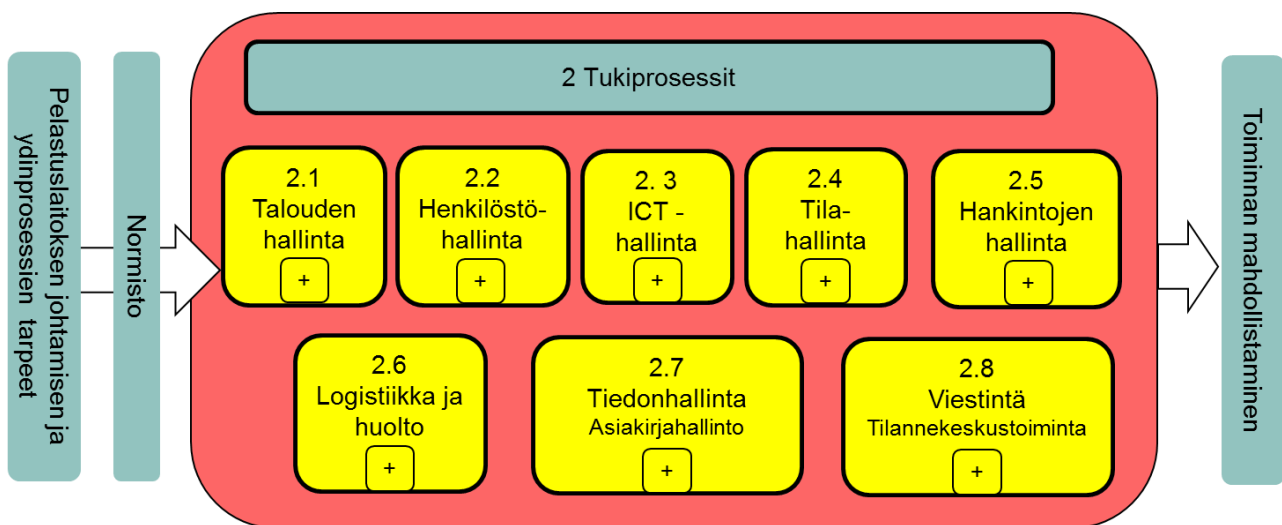 Pelastuslaitoksen johtamisen ja
ydinprosessien tarpeet
Normisto
2 Tukiprosessit
2.1
Talouden
hallinta
+
2.2
Henkilöstö-
hallinta
+
2. 3
ICT -
hallinta
+
2.4
Tila-
hallinta
+
2.5
Hankintojen
hallinta
+
2.6
Logistiikka ja
huolto
+
2.7
Tiedonhallinta
Asiakirjahallinto
+
2.8
Viestintä
Tilannekeskustoiminta
+
Toiminnan mahdollistaminen